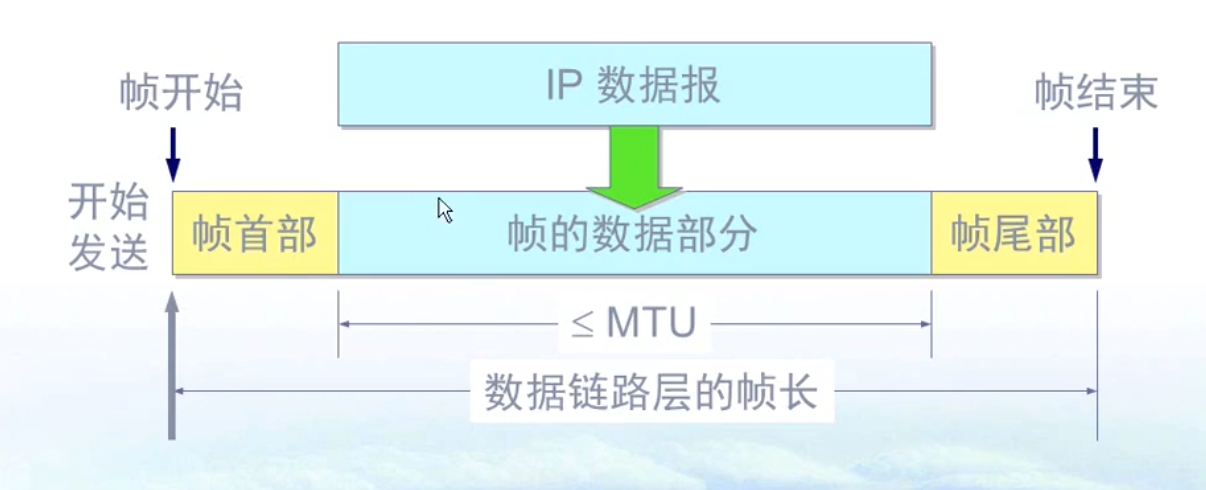 IP 数据报
帧开始
帧结束
开始
发送
帧首部
帧的数据部分
帧尾部
≤ MTU
数据链路层的帧长